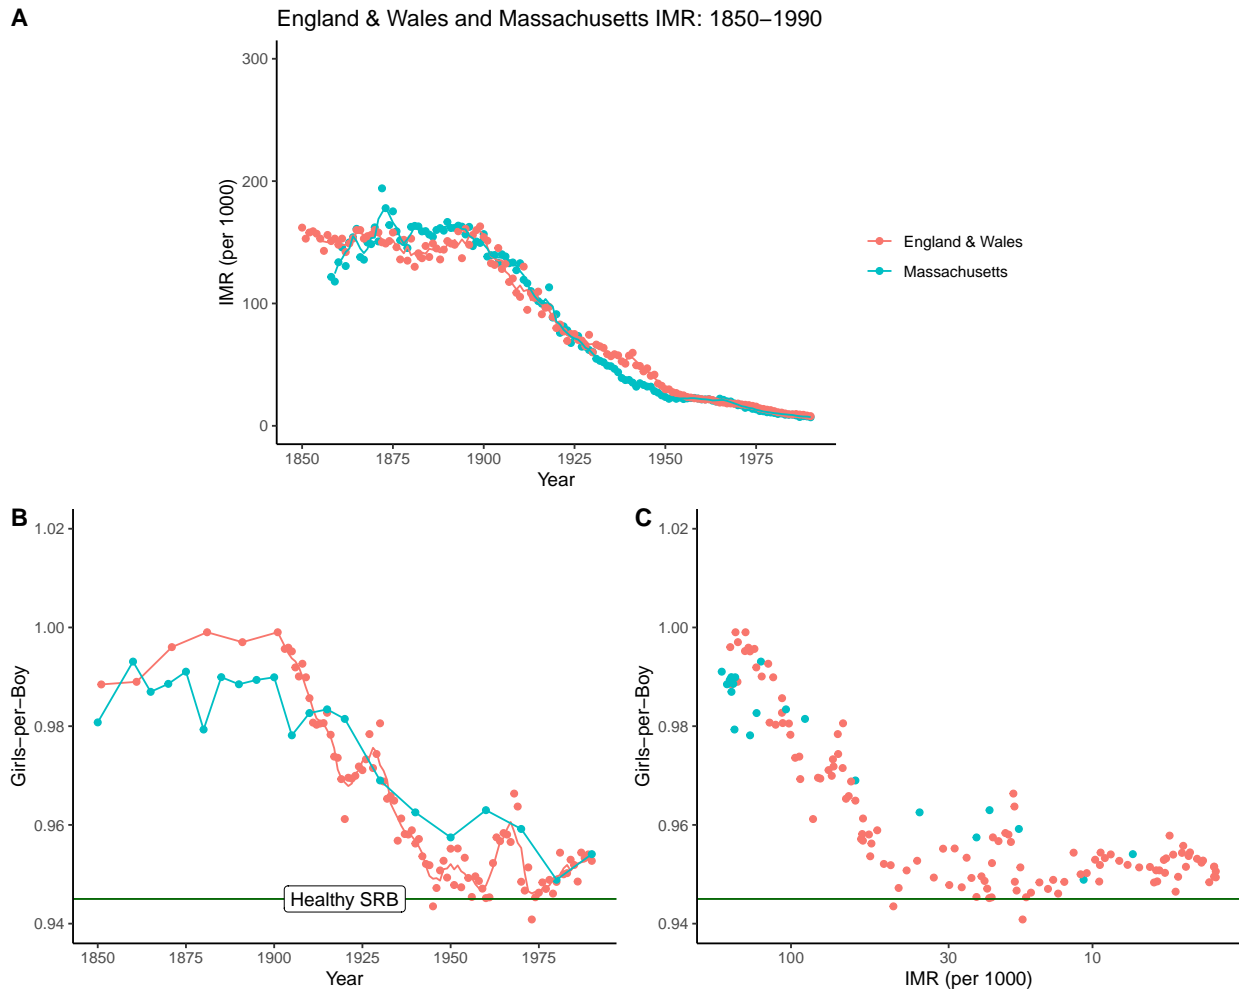 A
England & Wales and Massachusetts IMR: 1850−1990
300
200
100
0
IMR (per 1000)
1850 1875 1900 1925 1950 1975
Year
England & Wales
Massachusetts
B
1.02
1.00
0.98
0.96
0.94
Girls−per−Boy
Healthy SRB
1850 1875 1900 1925 1950 1975
Year
C
1.02
1.00
0.98
0.96
0.94
Girls−per−Boy
100 30 10
IMR (per 1000)